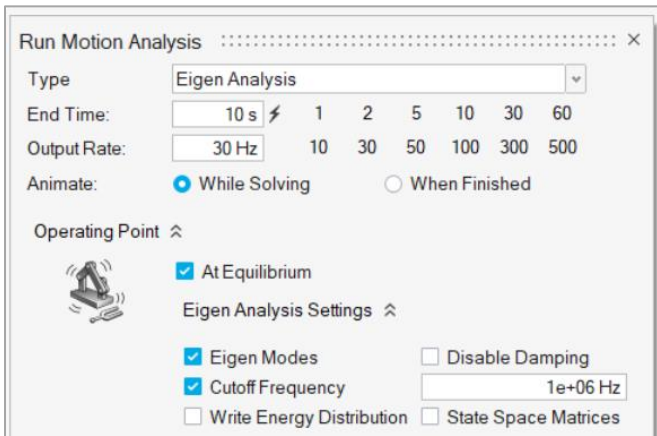 Run Motion Analysis
Type Eigen Analysis
End Time: 10 s 1 2 5 10 30 60
Output Rate: 30 Hz 10 30 50 100 300 500
Animate: While Solving When Finished
Operating Point
At Equilibrium
Eigen Analysis Settings
Eigen Modes Disable Damping
Cutoff Frequency 1e+06 Hz
Write Energy Distribution State Space Matrices